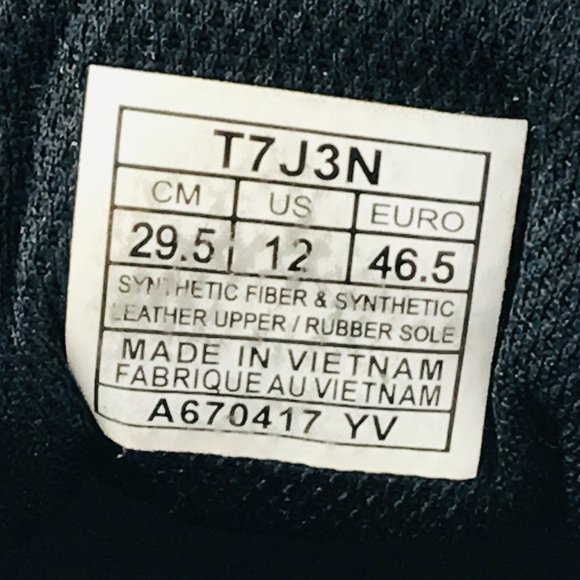 T7J3N
CM US EURO
29.5 12 46.5
SYNTHETIC FIBER & SYNTHETIC
LEATHER UPPER / RUBBER SOLE
MADE IN VIETNAM
FABRIQUE AU VIETNAM
A670417 YV